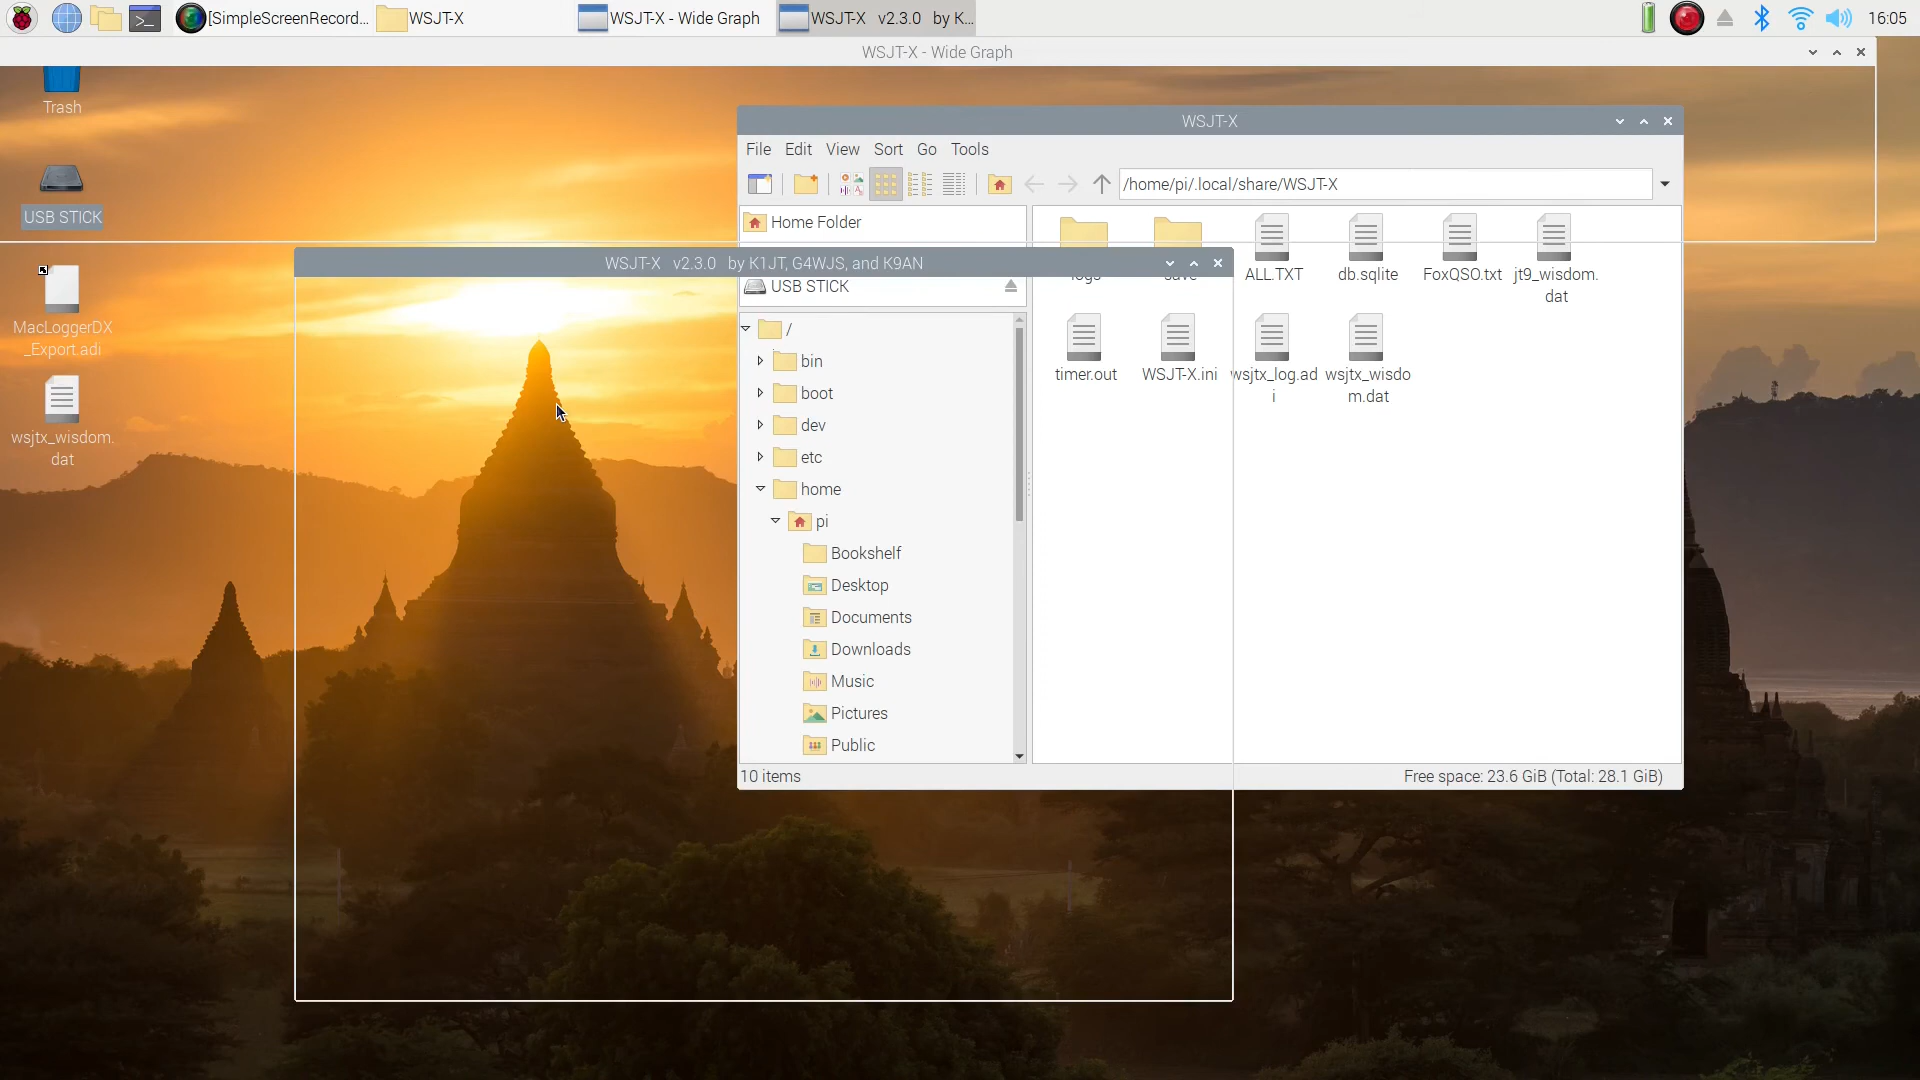 [SimpleScreenRecord...
WSJT-X
WSJT-X - Wide Graph
WSJT-X v2.3.0 by K...
16:05
WSJT-X - Wide Graph
Trash
USB STICK
MacLoggerDX
_Export.adi
wsjtx_wisdom.
dat
WSJT-X
File Edit View Sort Go Tools
/home/pi/.local/share/WSJT-X
Home Folder
WSJT-X v2.3.0 by K1JT, G4WJS, and K9AN
USB STICK
/
bin
boot
dev
etc
home
pi
Bookshelf
Desktop
Documents
Downloads
Music
Pictures
Public
logs
save
ALL.TXT
db.sqlite
FoxQSO.txt
jt9_wisdom.
dat
timer.out
WSJT-X.ini
wsjtx_log.ad
i
wsjtx_wisdo
m.dat
10 items
Free space: 23.6 GiB (Total: 28.1 GiB)